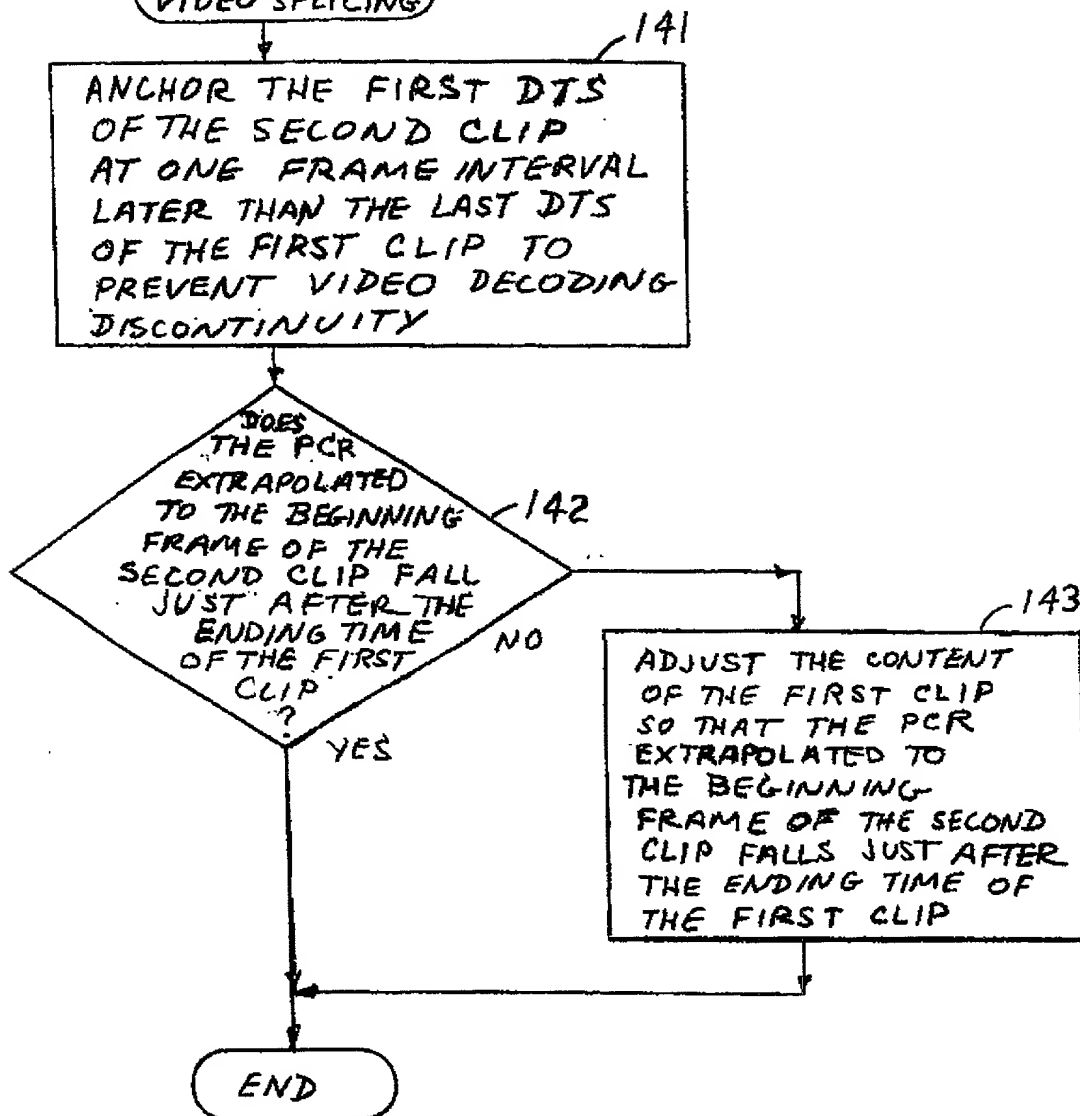 VIDEO SPLICING
141
ANCHOR THE FIRST DTS
OF THE SECOND CLIP
AT ONE FRAME INTERVAL
LATER THAN THE LAST DTS
OF THE FIRST CLIP TO
PREVENT VIDEO DECODING
DISCONTINUITY
DOES
THE PCR
EXTRAPOLATED
TO THE BEGINNING
FRAME OF THE
SECOND CLIP FALL
JUST AFTER THE
ENDING TIME
OF THE FIRST
CLIP
?
142
NO
YES
143
ADJUST THE CONTENT
OF THE FIRST CLIP
SO THAT THE PCR
EXTRAPOLATED TO
THE BEGINNING
FRAME OF THE SECOND
CLIP FALLS JUST AFTER
THE ENDING TIME OF
THE FIRST CLIP
END